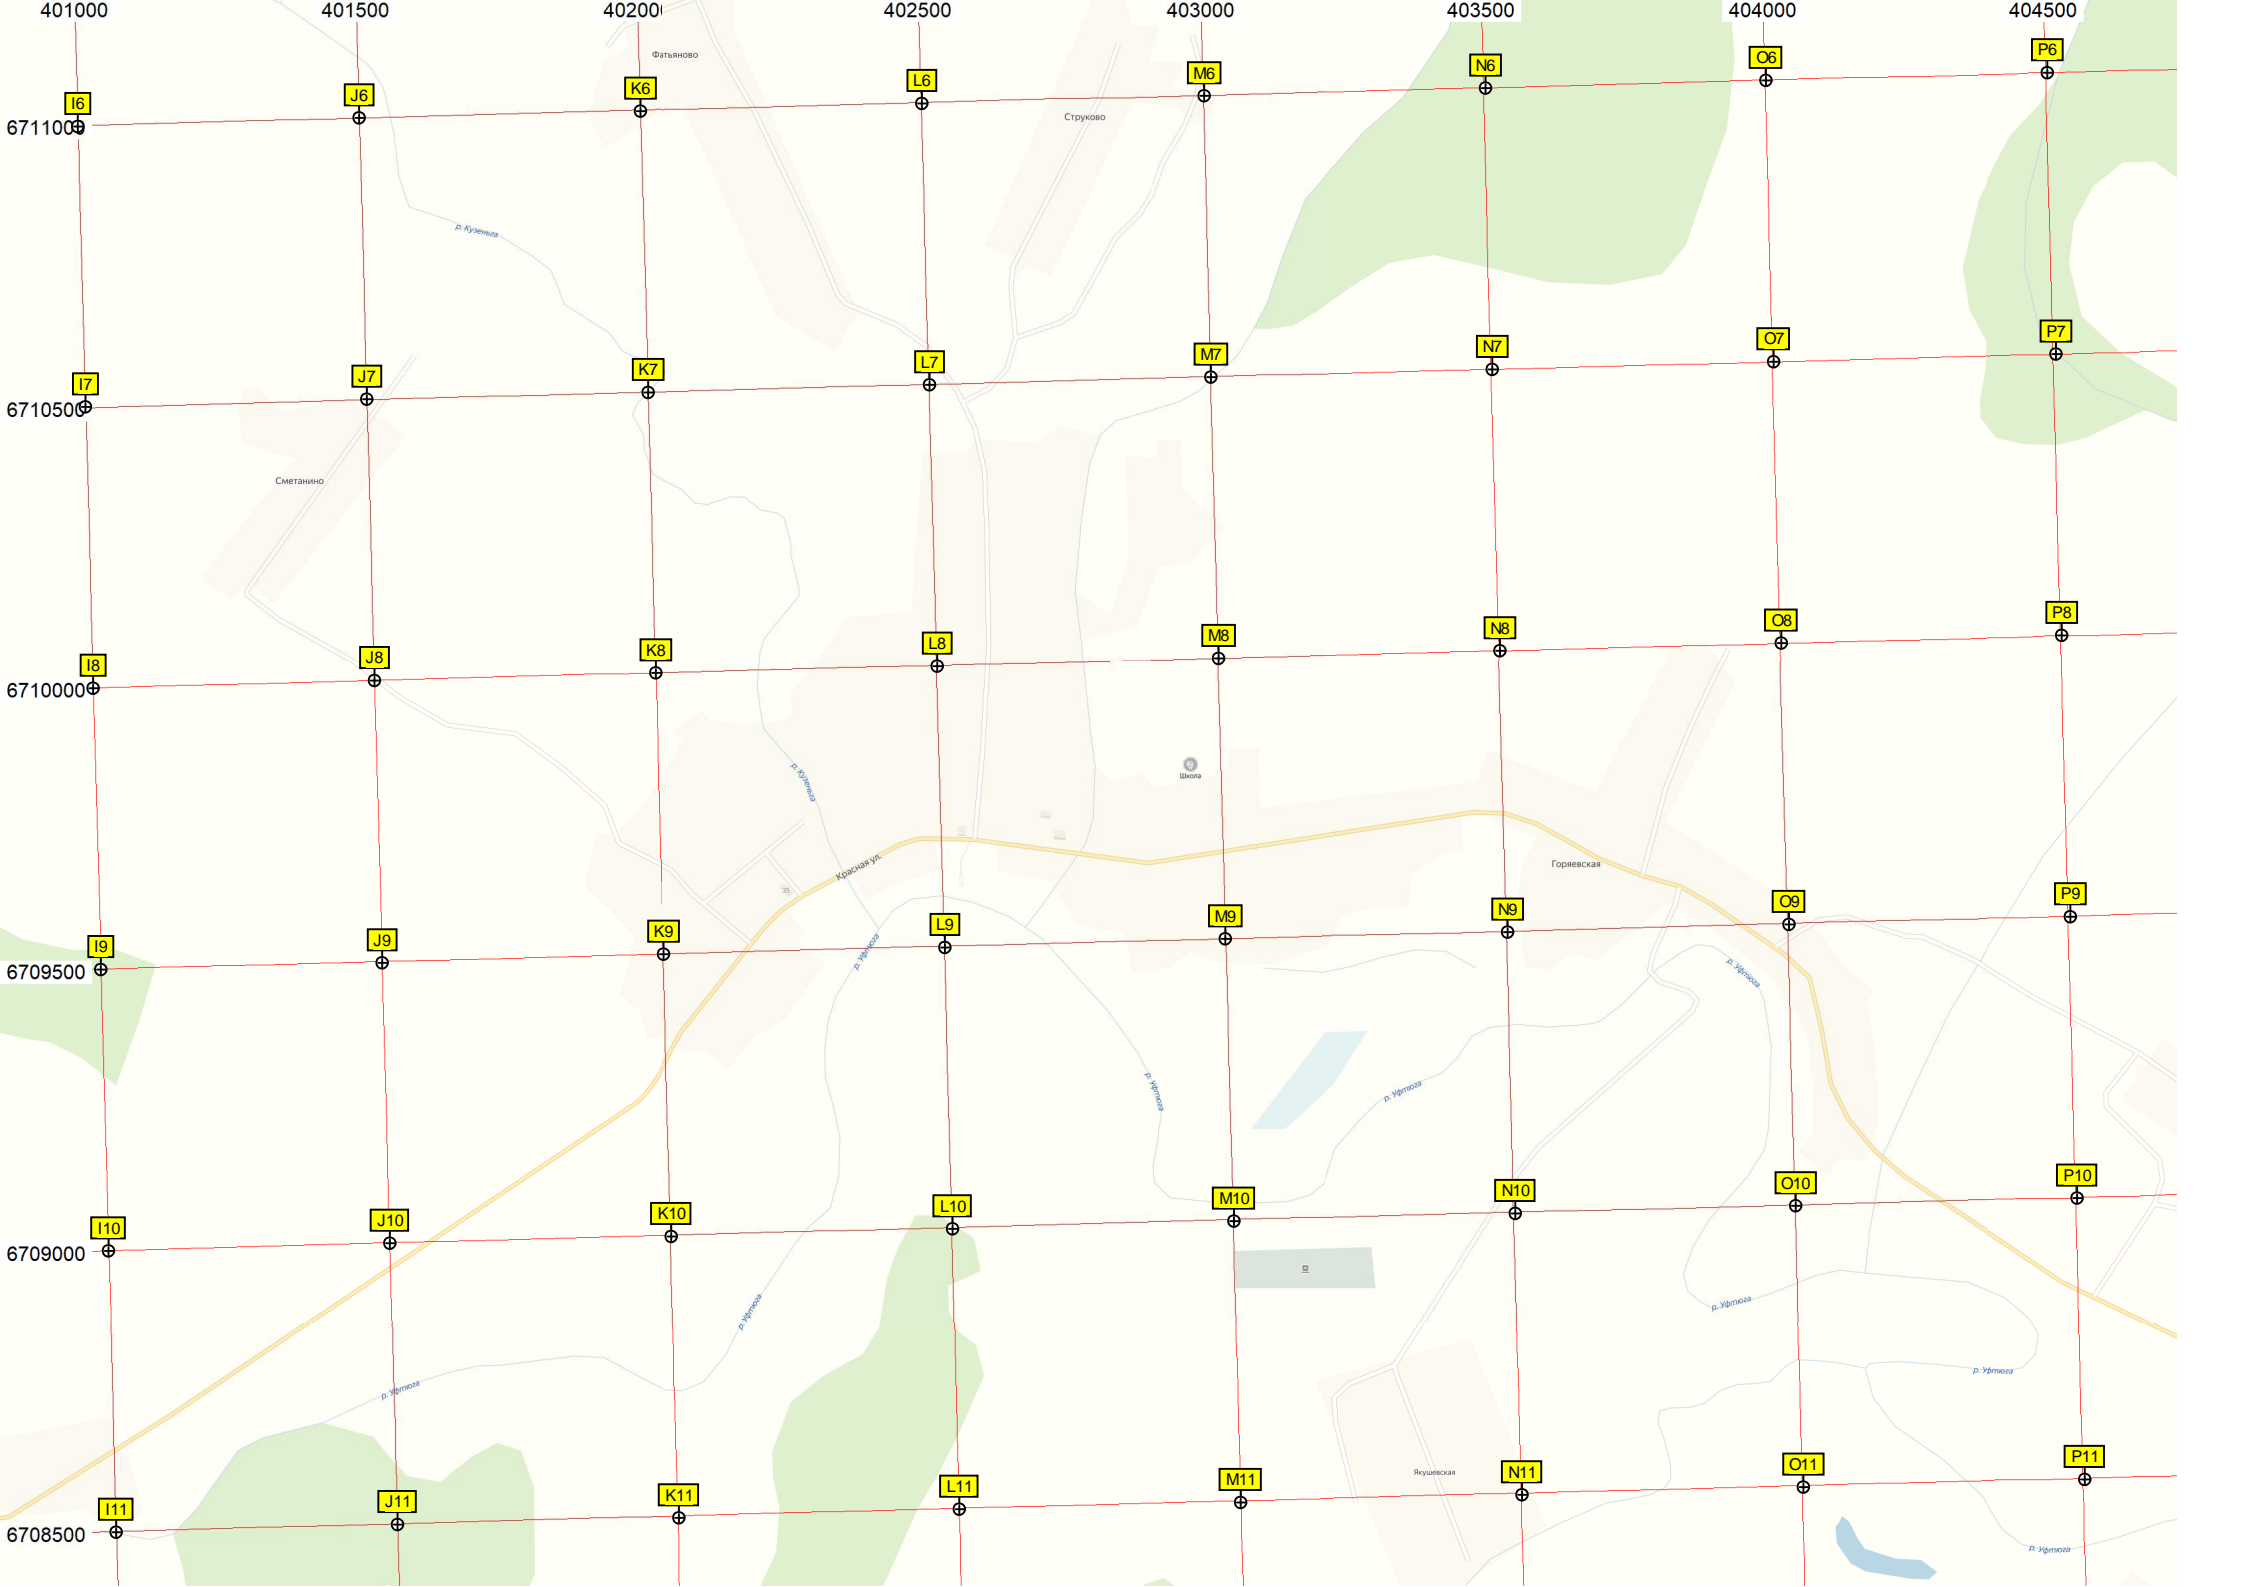 401000 401500 402000 402500 403000 403500 404000 404500
Фатьяново
I6 J6 K6 L6 M6 N6 O6 P6
6711000
Струково
р. Кузеньга
I7 J7 K7 L7 M7 N7 O7 P7
6710500
Сметанино
I8 J8 K8 L8 M8 N8 O8 P8
6710000
р. Кузеньга
Школа
Красная ул.
35
Горяевская
I9 J9 K9 L9 M9 N9 O9 P9
6709500
р. Уфтюга
р. Уфтюга
р. Уфтюга
р. Уфтюга
I10 J10 K10 L10 M10 N10 O10 P10
6709000
р. Уфтюга
р. Уфтюга
р. Уфтюга
р. Уфтюга
Якушевская
I11 J11 K11 L11 M11 N11 O11 P11
6708500
р. Уфтюга